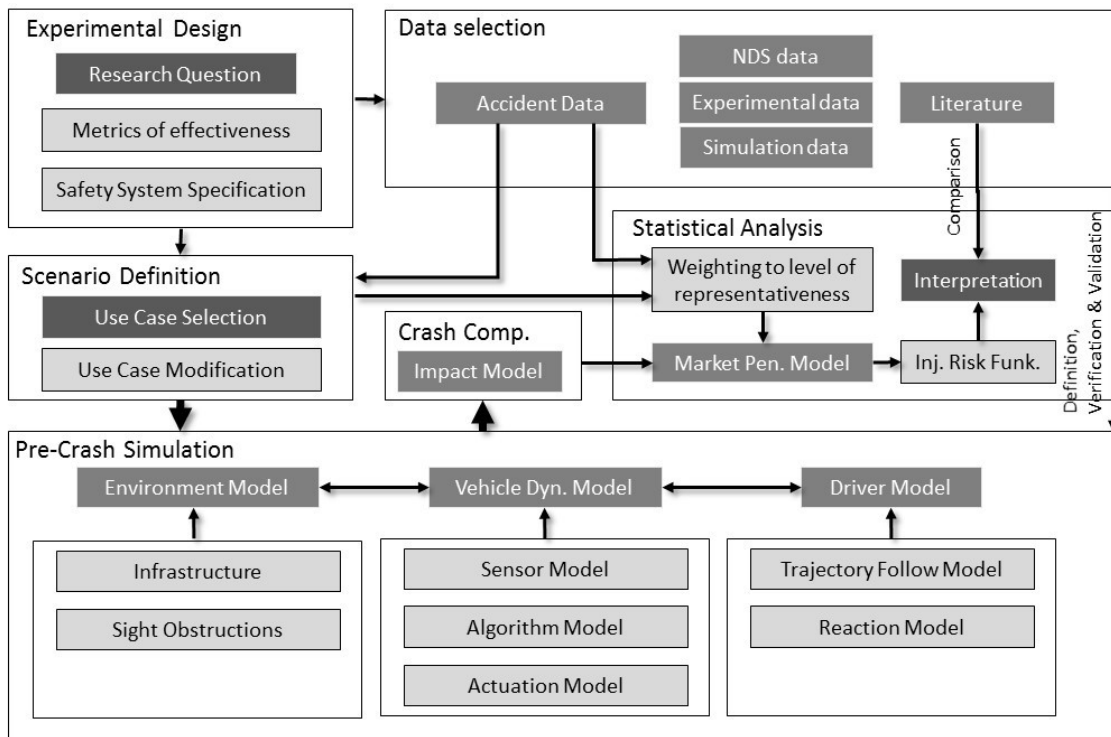 Experimental Design
Research Question
Metrics of effectiveness
Safety System Specification
Data selection
NDS data
Accident Data
Experimental data
Literature
Simulation data
Comparison
Statistical Analysis
Weighting to level of
representativeness
Interpretation
Market Pen. Model
Inj. Risk Funk.
Definition,
Verification & Validation
Scenario Definition
Use Case Selection
Use Case Modification
Crash Comp.
Impact Model
Pre-Crash Simulation
Environment Model
Vehicle Dyn. Model
Driver Model
Infrastructure
Sight Obstructions
Sensor Model
Algorithm Model
Actuation Model
Trajectory Follow Model
Reaction Model